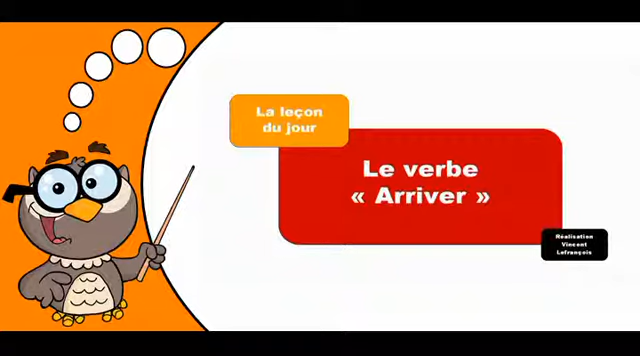 La leçon
du jour
Le verbe
« Arriver »
Réalisation
Vincent
Lefrançois